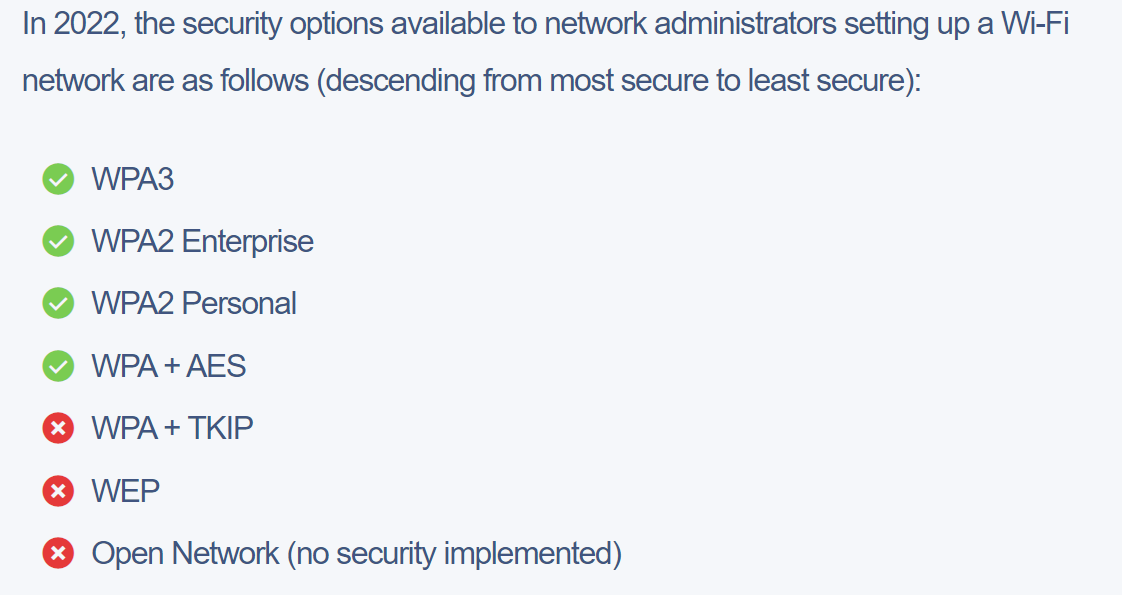 In 2022, the security options available to network administrators setting up a Wi-Fi
network are as follows (descending from most secure to least secure):
WPA3
WPA2 Enterprise
WPA2 Personal
WPA + AES
WPA + TKIP
WEP
Open Network (no security implemented)